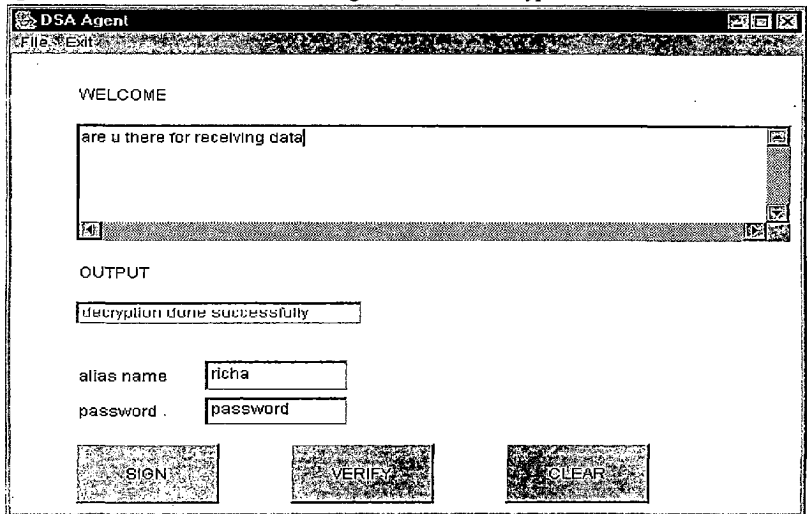 DSA Agent
File Exit
WELCOME
are u there for receiving data
OUTPUT
decryption done successfully
alias name richa
password . password
SIGN VERIFY CLEAR